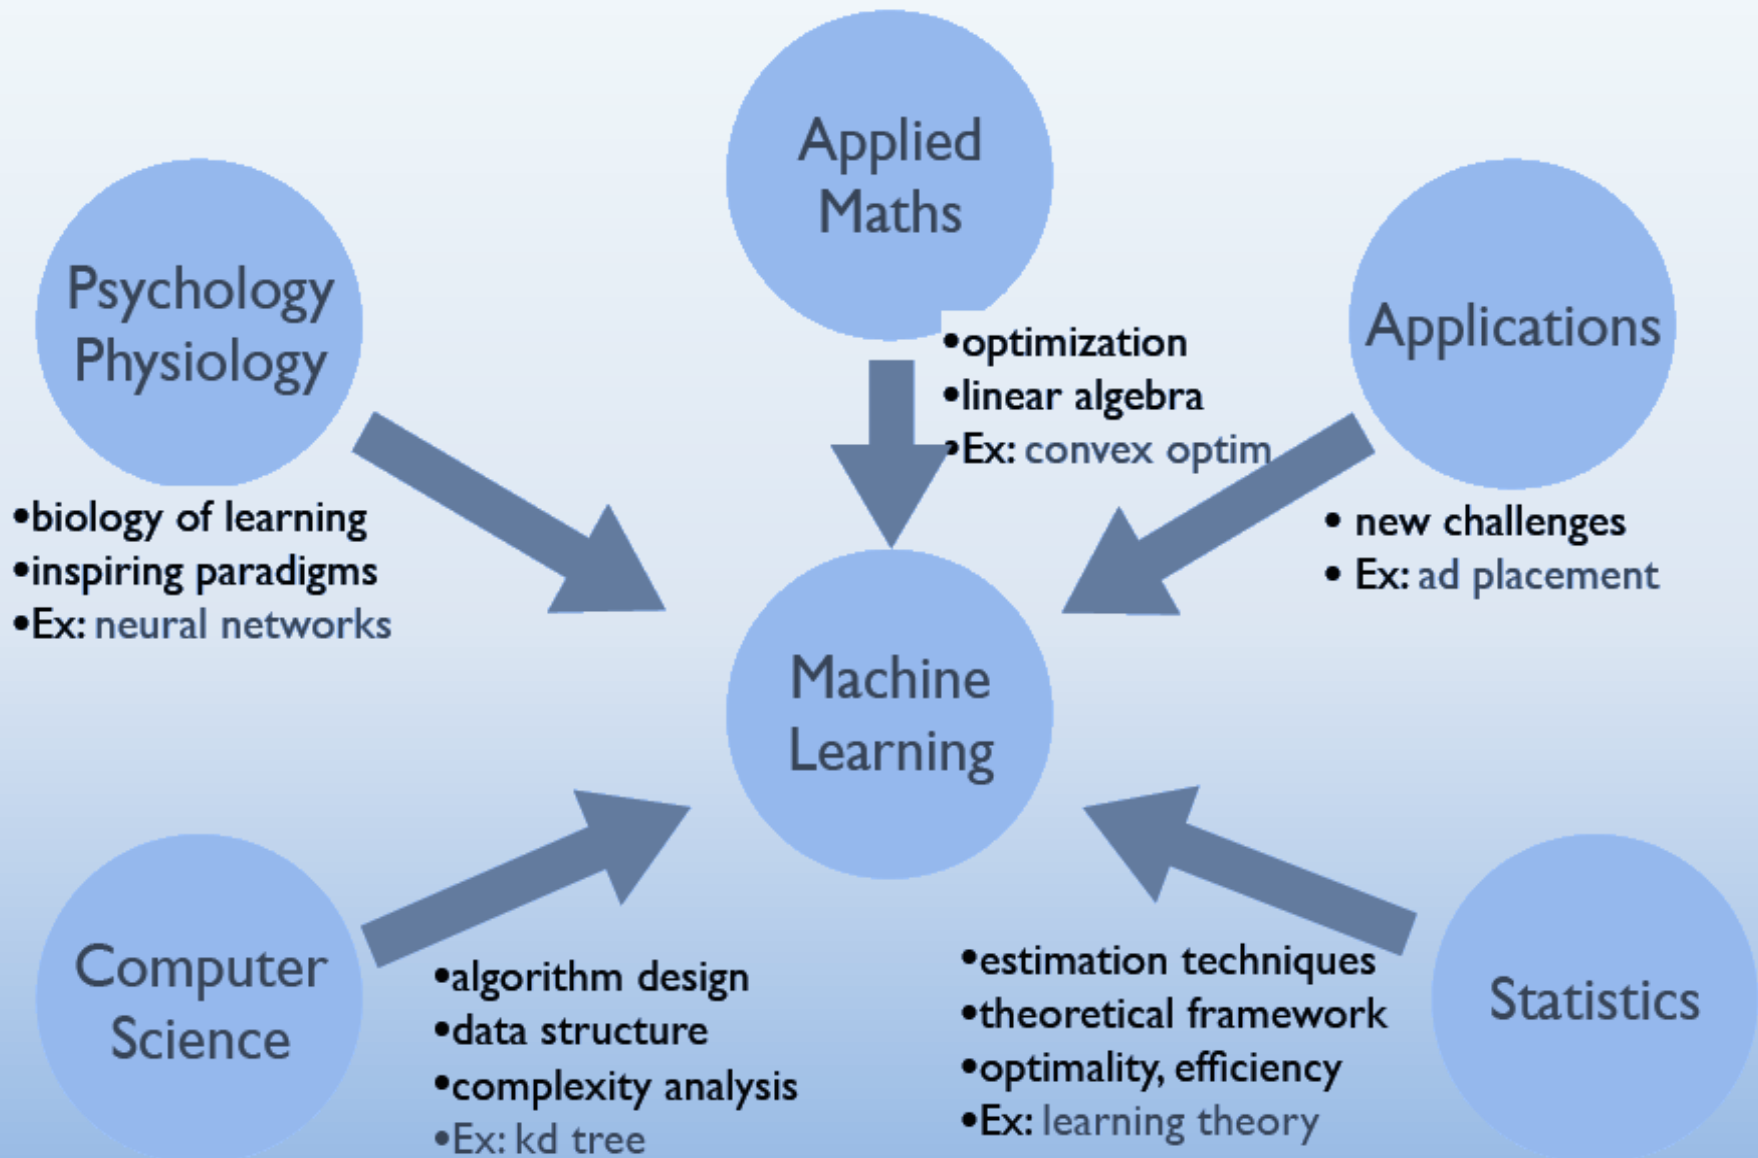 Applied
Maths
•optimization
•linear algebra
•Ex: convex optim
Psychology
Physiology
•biology of learning
•inspiring paradigms
•Ex: neural networks
Applications
• new challenges
• Ex: ad placement
Machine
Learning
Computer
Science
•algorithm design
•data structure
•complexity analysis
•Ex: kd tree
Statistics
•estimation techniques
•theoretical framework
•optimality, efficiency
•Ex: learning theory